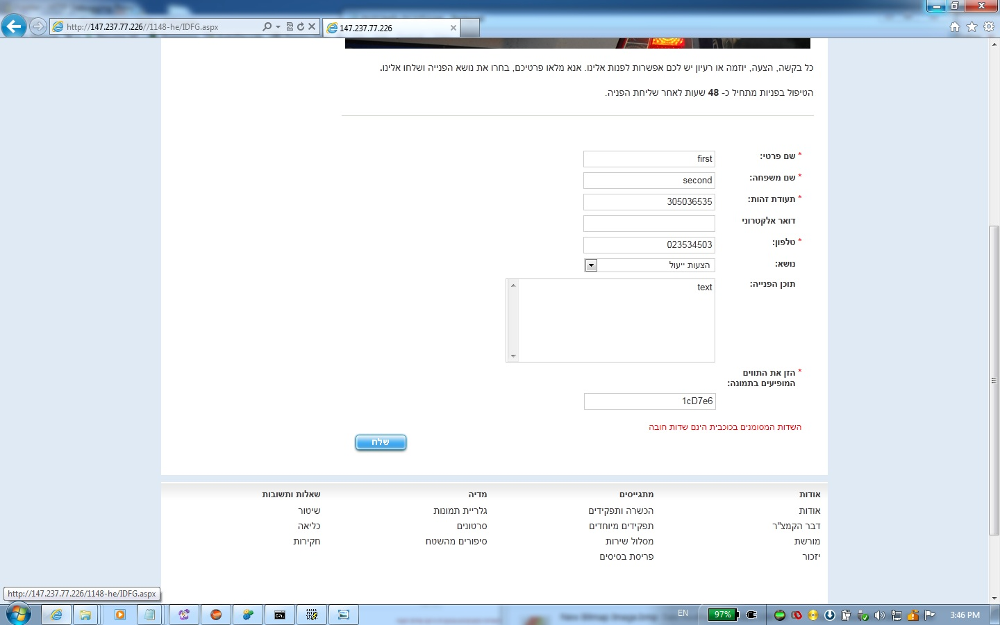 http://147.237.77.226//1148-he/IDFG.aspx
147.237.77.226
כל בקשה, הצעה, יוזמה או רעיון יש לכם אפשרות לפנות אלינו. אנא מלאו פרטיכם, בחרו את נושא הפנייה ושלחו אלינו.
הטיפול בפניות מתחיל כ- 48 שעות לאחר שליחת הפניה.
* שם פרטי: first
* שם משפחה: second
* תעודת זהות: 305036535
דואר אלקטרוני
* טלפון: 023534503
נושא: הצעות ייעול
תוכן הפנייה: text
* הזן את התווים
המופיעים בתמונה:
1cD7e6
השדות המסומנים בכוכבית הינם שדות חובה
שלח
אודות מתגייסים מדיה שאלות ותשובות
אודות הכשרה ותפקידים גלריית תמונות שיטור
דבר הקמצ"ר תפקידים מיוחדים סרטונים כליאה
מורשת מסלול שירות סיפורים מהשטח חקירות
יזכור פריסת בסיסים
http://147.237.77.226/1148-he/IDFG.aspx
EN 97% 3:46 PM